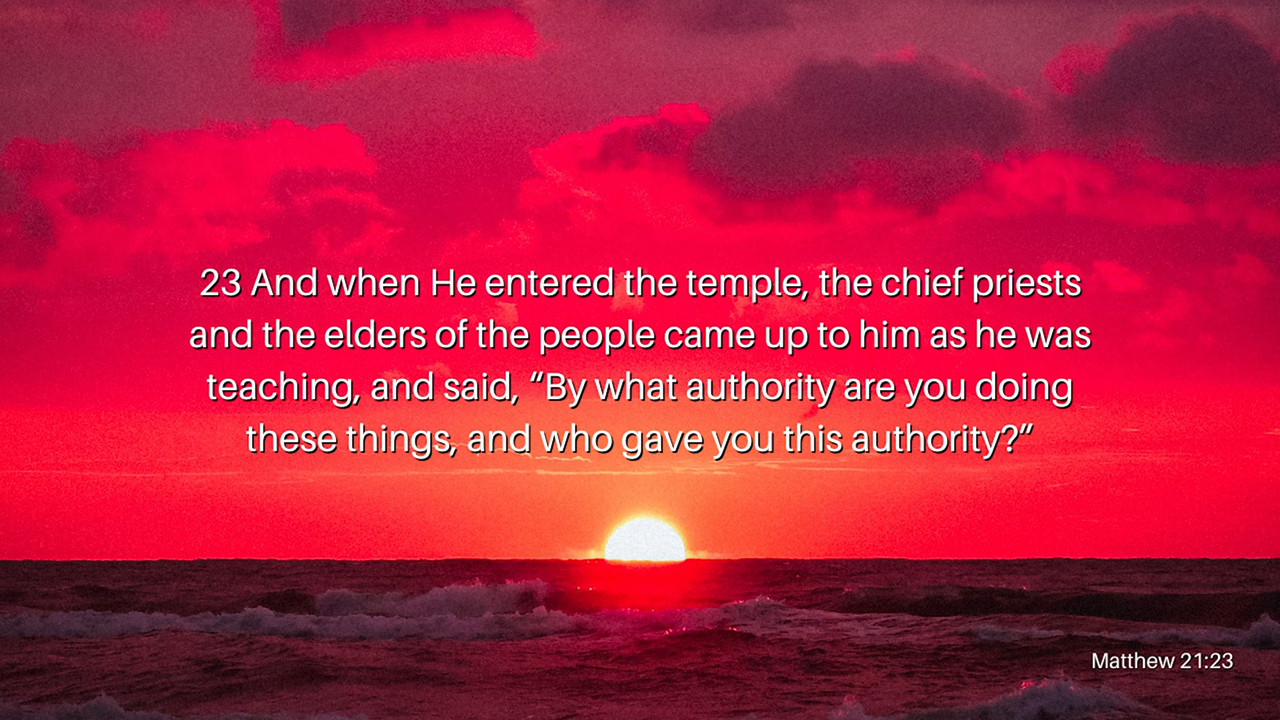 23 And when He entered the temple, the chief priests
and the elders of the people came up to him as he was
teaching, and said, “By what authority are you doing
these things, and who gave you this authority?”
Matthew 21:23